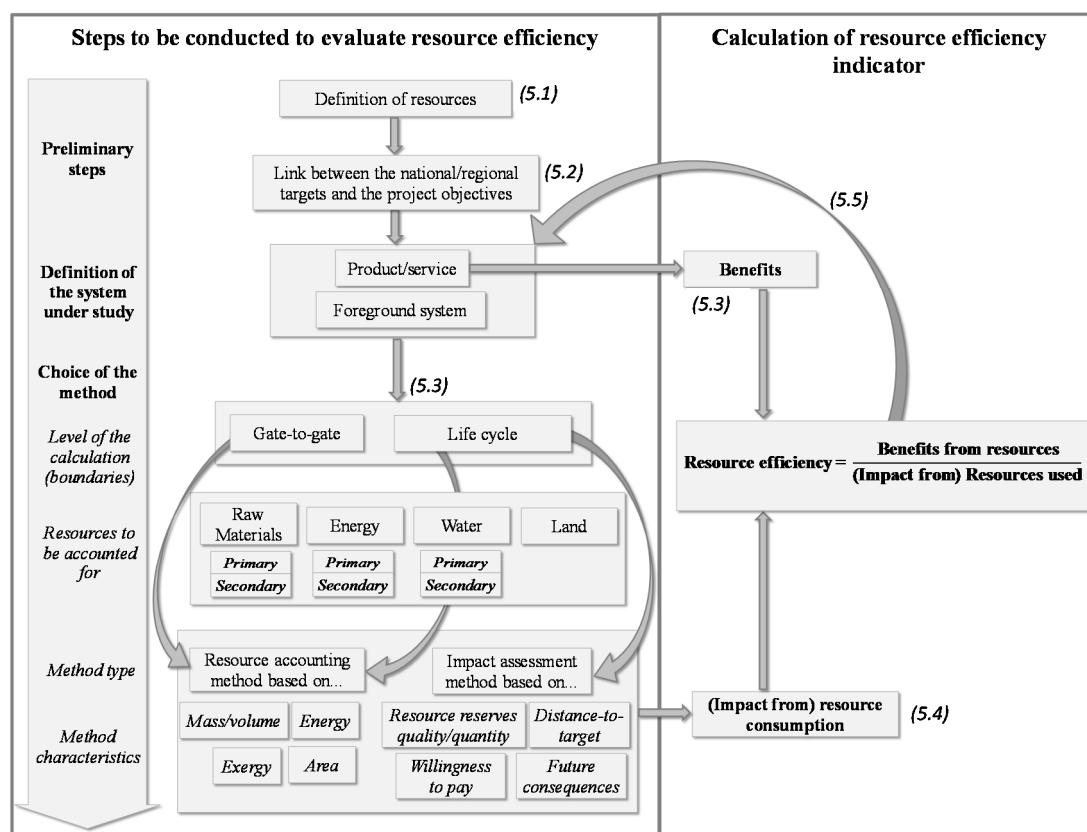 Steps to be conducted to evaluate resource efficiency
Calculation of resource efficiency
indicator
Preliminary
steps
Definition of resources
(5.1)
Link between the national/regional
targets and the project objectives
(5.2)
(5.5)
Definition of
the system
under study
Product/service
Foreground system
Benefits
(5.3)
Choice of the
method
(5.3)
Level of the
calculation
(boundaries)
Gate-to-gate
Life cycle
Resource efficiency =
Benefits from resources
(Impact from) Resources used
Resources to
be accounted
for
Raw
Materials
Energy
Water
Land
Primary
Secondary
Primary
Secondary
Primary
Secondary
Method type
Resource accounting
method based on...
Impact assessment
method based on...
Method
characteristics
Mass/volume
Energy
Exergy
Area
Resource reserves
quality/quantity
Distance-to-
target
Willingness
to pay
Future
consequences
(Impact from) resource
consumption
(5.4)